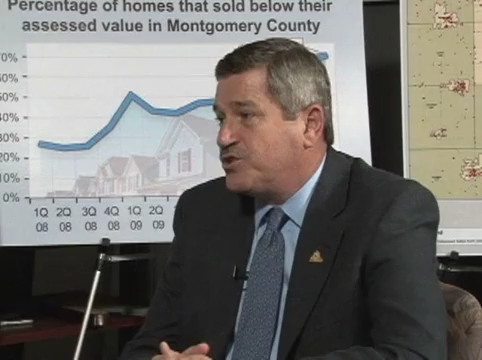 Percentage of homes that sold below their
assessed value in Montgomery County
70%
60%
50%
40%
30%
20%
10%
0%
1Q 2Q 3Q 4Q 1Q 2Q
08 08 08 08 09 09